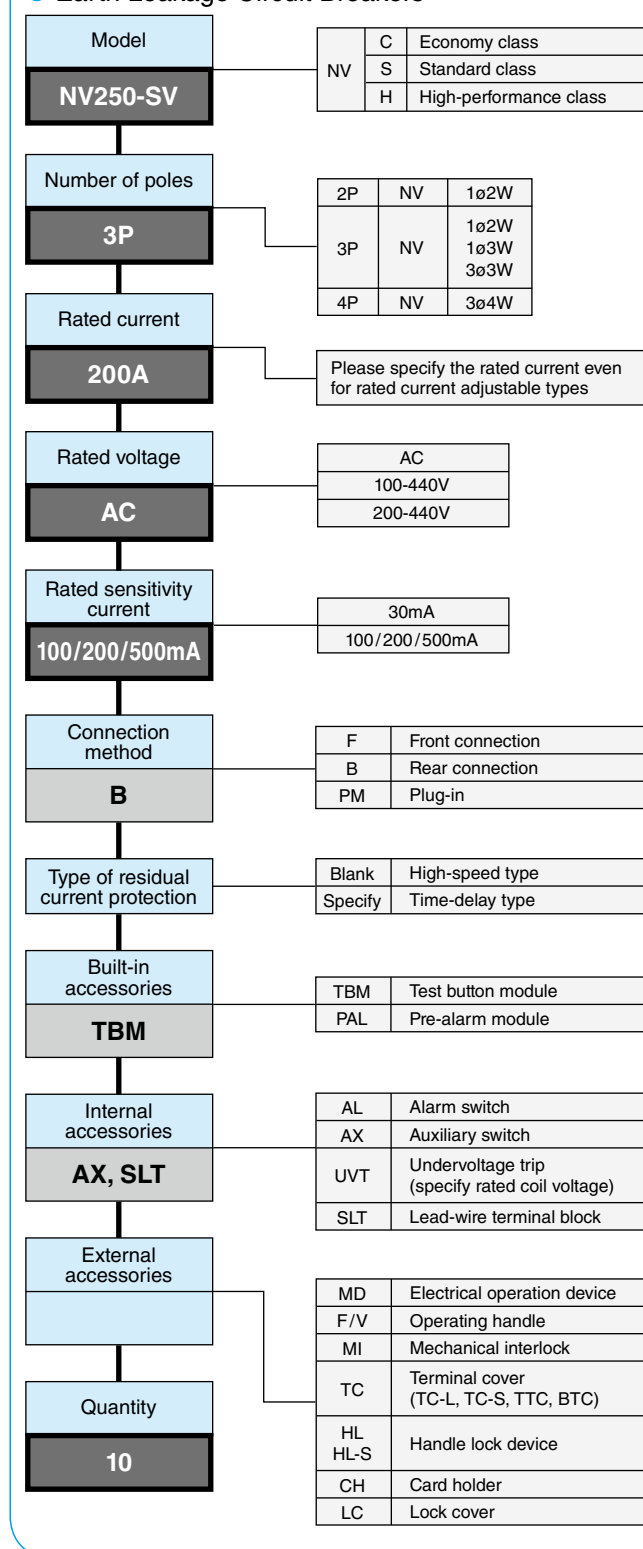 Earth Leakage Circuit Breakers
Model
NV250-SV
NV
C Economy class
S Standard class
H High-performance class
Number of poles
3P
2P NV 1ø2W
3P NV 1ø2W
1ø3W
3ø3W
4P NV 3ø4W
Rated current
200A
Please specify the rated current even
for rated current adjustable types
Rated voltage
AC
AC
100-440V
200-440V
Rated sensitivity
current
100/200/500mA
30mA
100/200/500mA
Connection
method
B
F Front connection
B Rear connection
PM Plug-in
Type of residual
current protection
Blank High-speed type
Specify Time-delay type
Built-in
accessories
TBM
TBM Test button module
PAL Pre-alarm module
Internal
accessories
AX, SLT
AL Alarm switch
AX Auxiliary switch
UVT Undervoltage trip
(specify rated coil voltage)
SLT Lead-wire terminal block
External
accessories
MD Electrical operation device
F/V Operating handle
MI Mechanical interlock
TC Terminal cover
(TC-L, TC-S, TTC, BTC)
HL
HL-S
Handle lock device
CH Card holder
LC Lock cover
Quantity
10